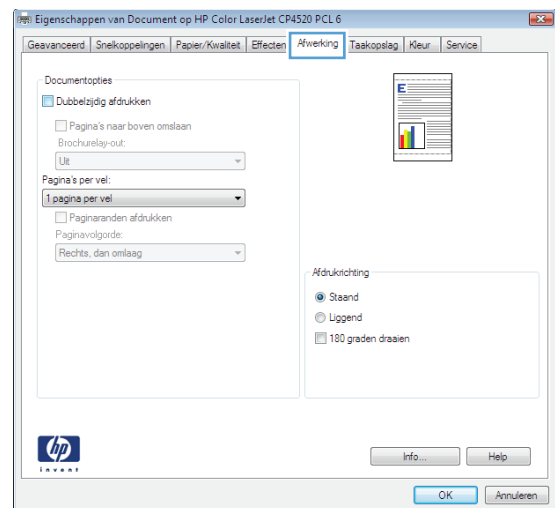 Eigenschappen van Document op HP Color LaserJet CP4520 PCL 6
Geavanceerd Snelkoppelingen Papier/Kwaliteit Effecten Afwerking Taakopslag Kleur Service
Documentopties
Dubbelzijdig afdrukken
Pagina's naar boven omslaan
Brochurelay-out:
Uit
Pagina's per vel:
1 pagina per vel
Paginaranden afdrukken
Paginavolgorde:
Rechts, dan omlaag
E
Afdrukrichting
Staand
Liggend
180 graden draaien
hp
invent
Info... Help
OK Annuleren